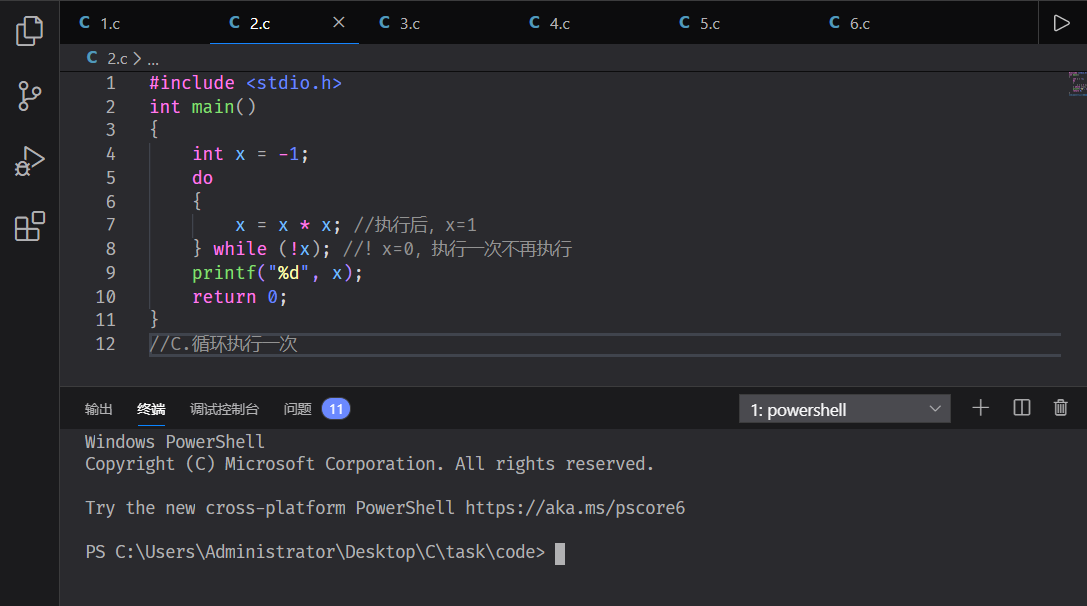 C 1.c C 2.c × C 3.c C 4.c C 5.c C 6.c
C 2.c > ...
1 #include <stdio.h>
2 int main()
3 {
4 int x = -1;
5 do
6 {
7 x = x * x; //执行后，x=1
8 } while (!x); //! x=0，执行一次不再执行
9 printf("%d", x);
10 return 0;
11 }
12 //C.循环执行一次
输出 终端 调试控制台 问题 11 1: powershell
Windows PowerShell
Copyright (C) Microsoft Corporation. All rights reserved.
Try the new cross-platform PowerShell https://aka.ms/pscore6
PS C:\Users\Administrator\Desktop\C\task\code>